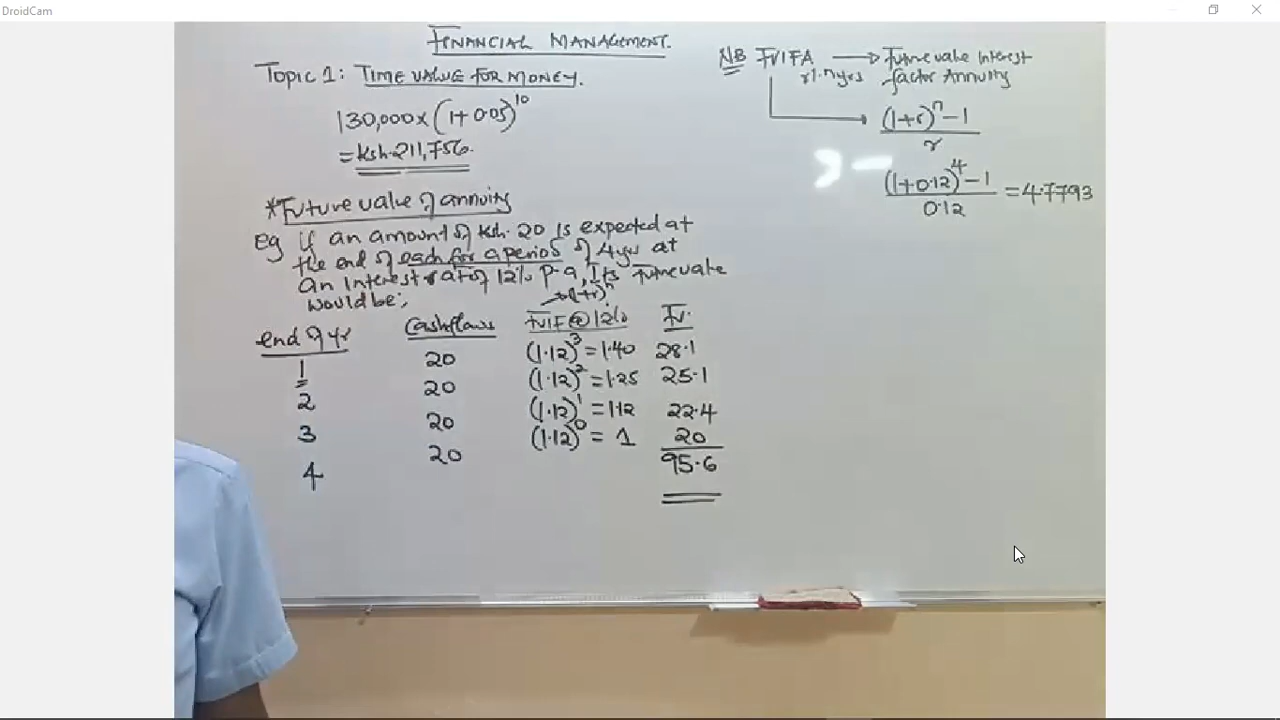 DroidCam
FINANCIAL MANAGEMENT.
Topic 1: TIME VALUE FOR MONEY.
130,000 x (1+0.05)^10
= Ksh. 211,756.
*Future value of annuity
eg if an amount of Ksh. 20 is expected at
the end of each for a period of 4yrs at
an interest rate of 12% p.a, its Future value
would be;
→(1+r)^n
end of yr Cashflows FVIF@12% Fv.
1 20 (1.12)^3 = 1.40 28.1
2 20 (1.12)^2 = 1.25 25.1
3 20 (1.12)^1 = 1.12 22.4
4 20 (1.12)^0 = 1 20
95.6
NB FVIFA → Future value Interest
r%.nyrs factor Annuity
(1+r)^n - 1
r
(1+0.12)^4 - 1 = 4.7793
0.12